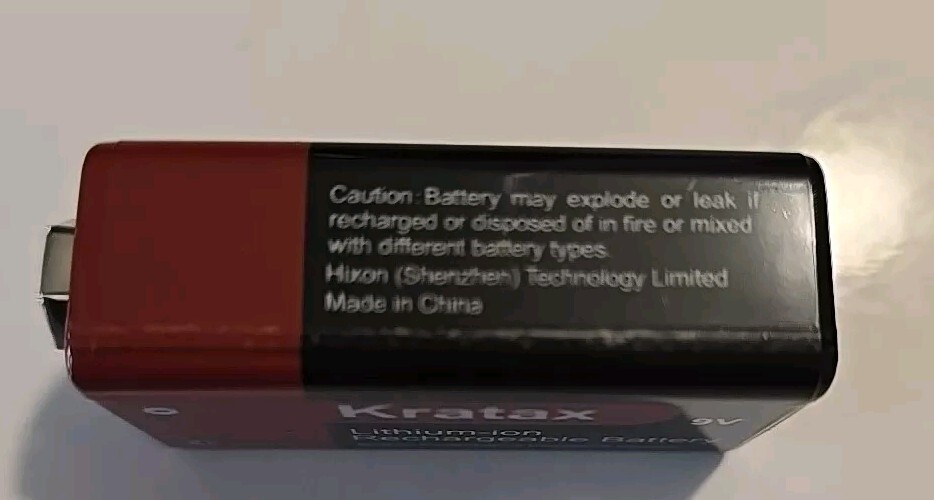 Caution: Battery may explode or leak if
recharged or disposed of in fire or mixed
with different battery types.
Hixon (Shenzhen) Technology Limited
Made in China
Kratax
9V
Lithium-ion
Rechargeable Battery